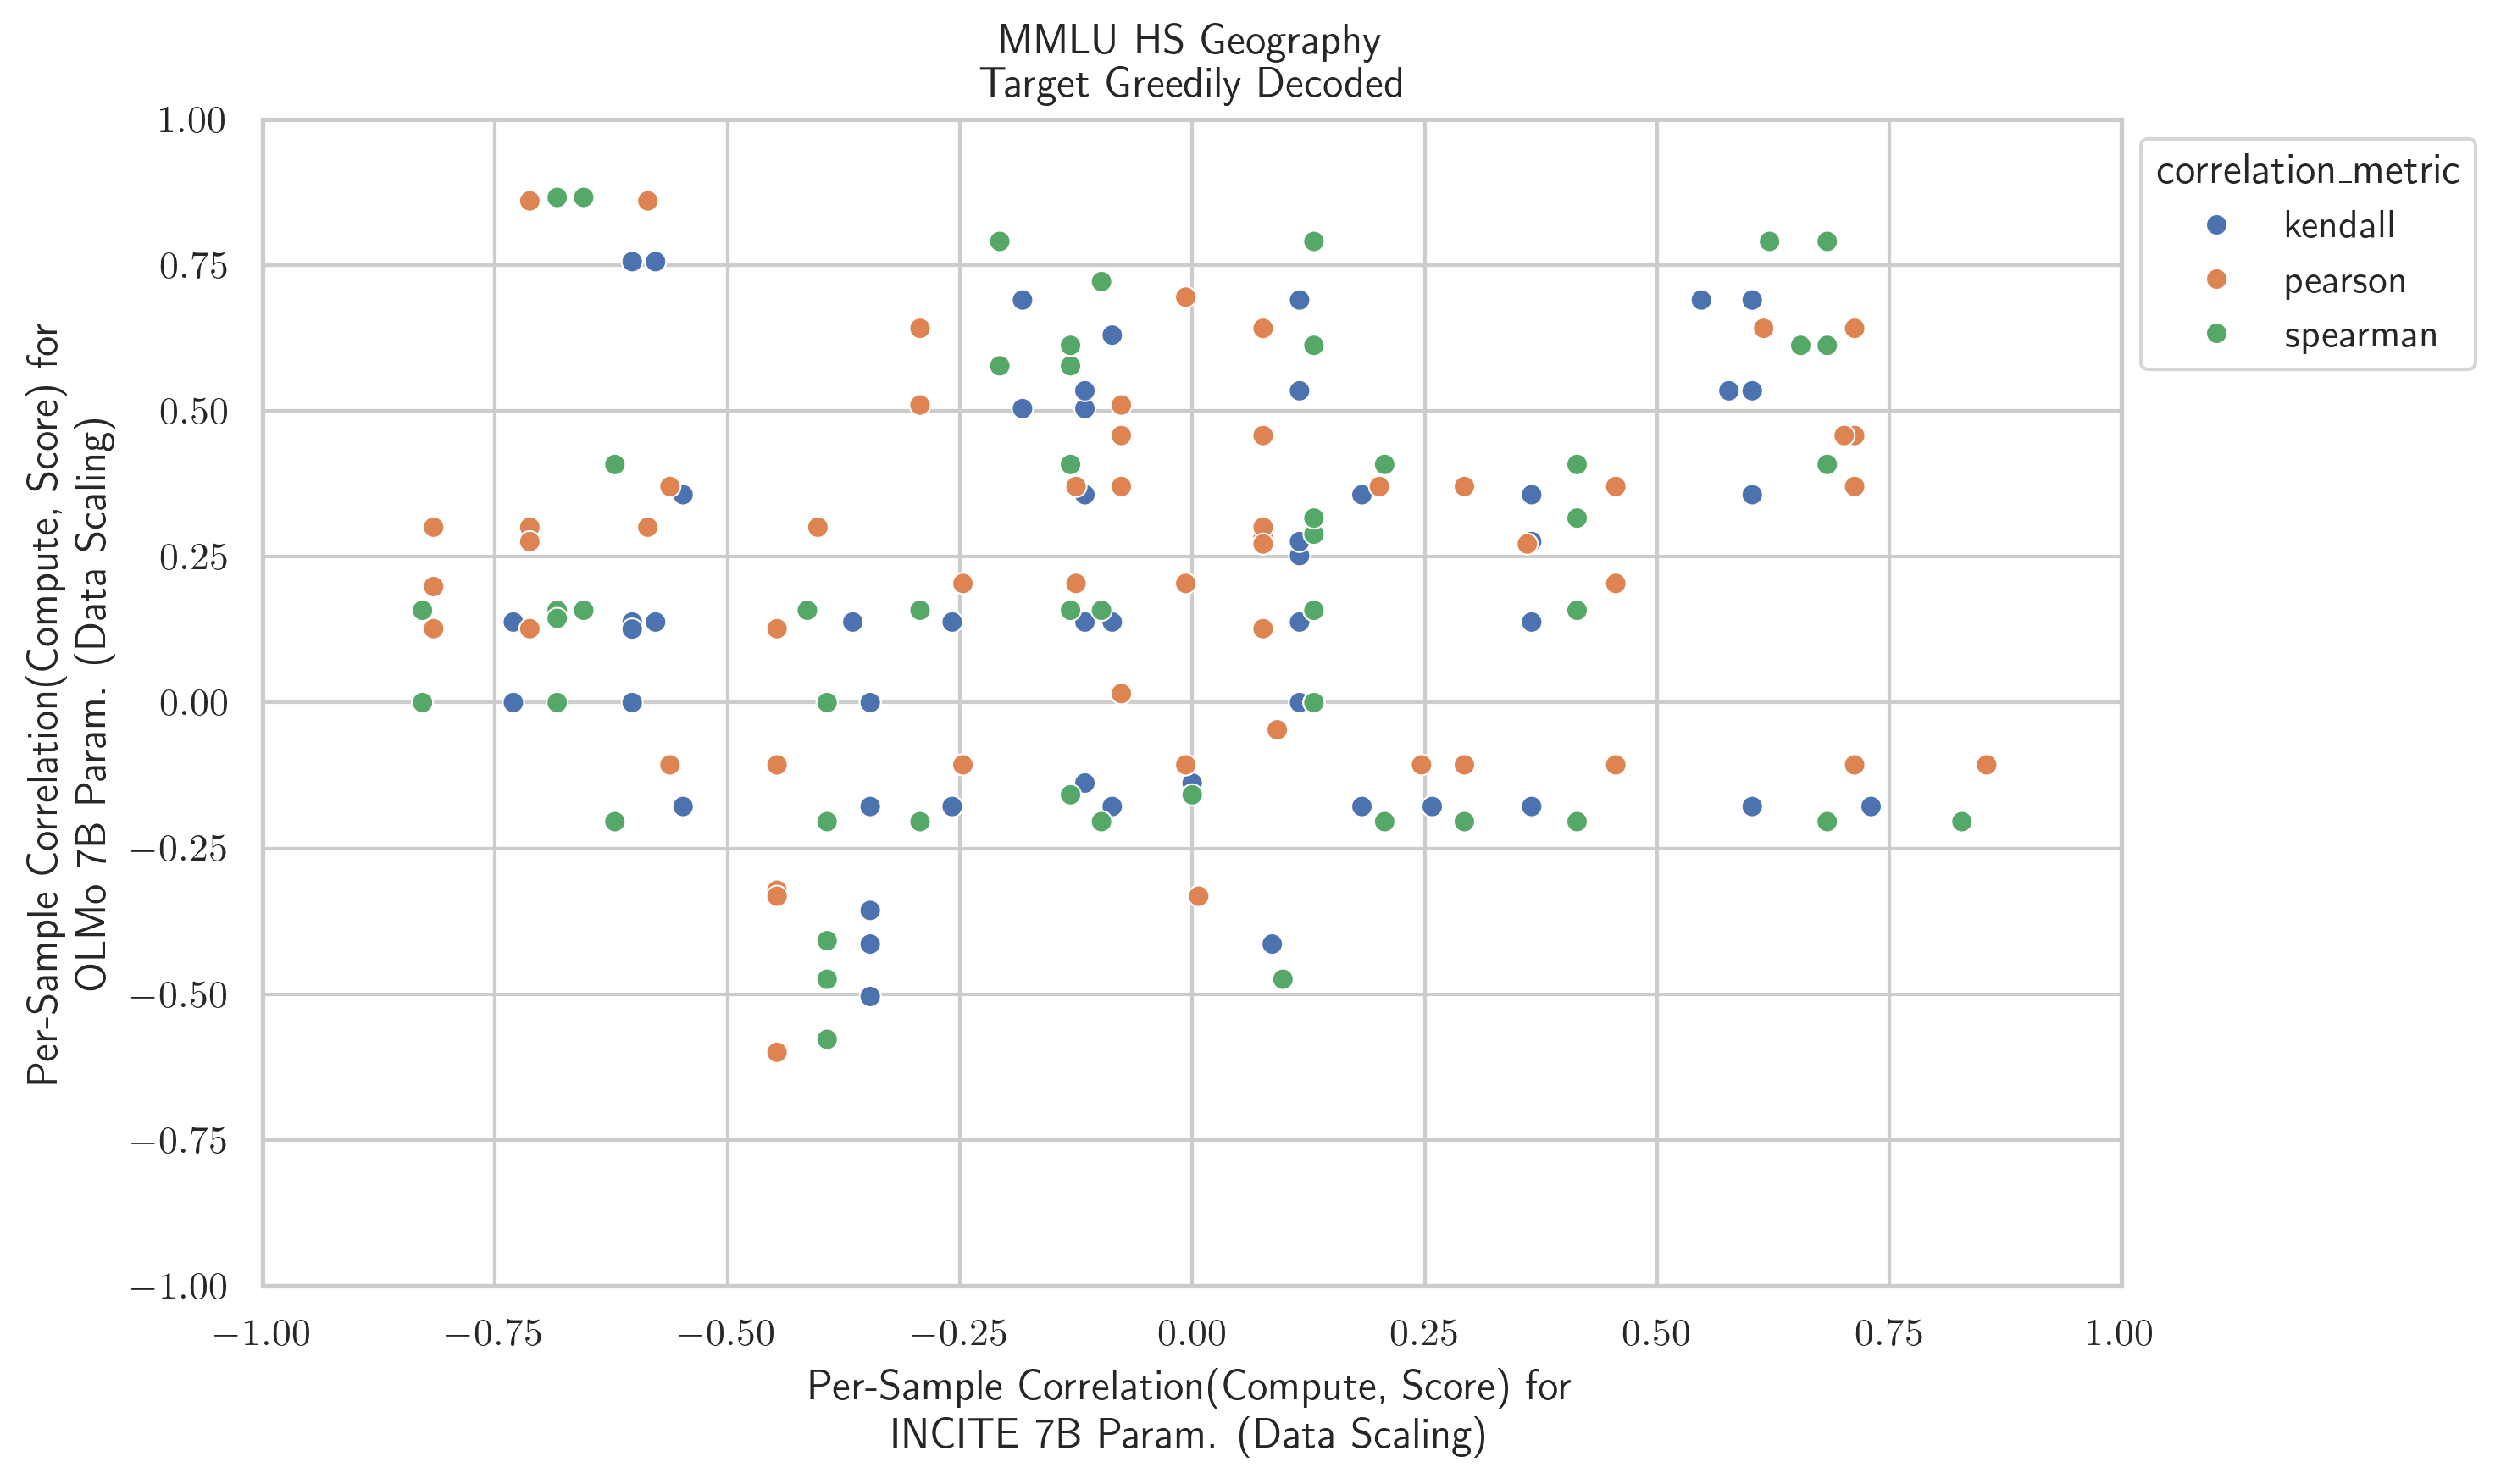 MMLU HS Geography
Target Greedily Decoded
Per-Sample Correlation(Compute, Score) for
OLMo 7B Param. (Data Scaling)
1.00
0.75
0.50
0.25
0.00
−0.25
−0.50
−0.75
−1.00
−1.00 −0.75 −0.50 −0.25 0.00 0.25 0.50 0.75 1.00
Per-Sample Correlation(Compute, Score) for
INCITE 7B Param. (Data Scaling)
correlation_metric
kendall
pearson
spearman